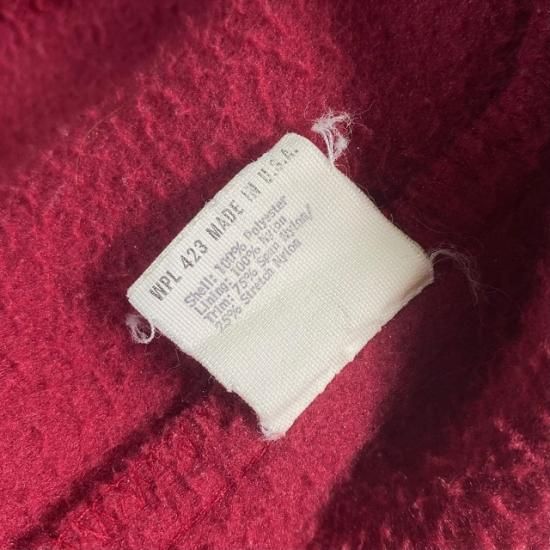 WPL 423 MADE IN U.S.A.
Shell: 100% Polyester
Lining: 100% Nylon
Trim: 75% Spun Nylon/
25% Stretch Nylon